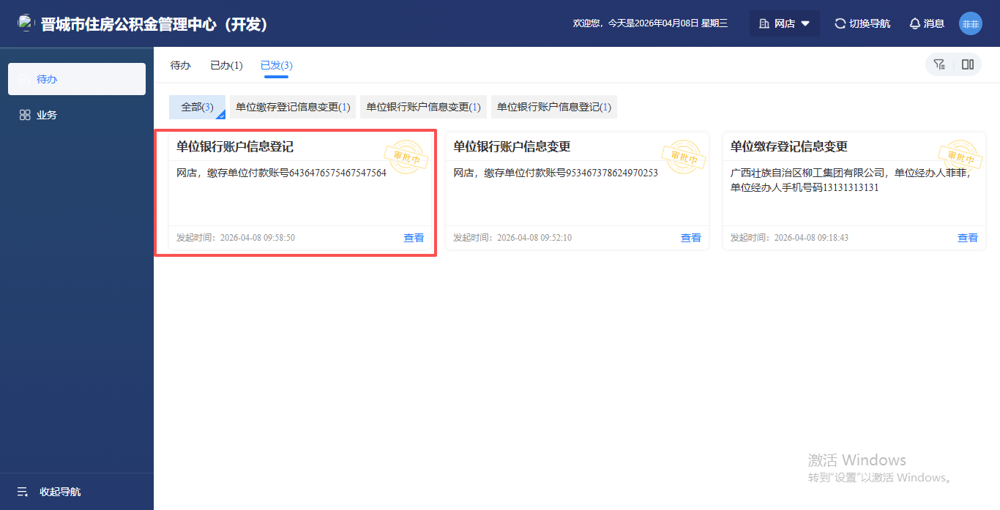 晋城市住房公积金管理中心（开发）
欢迎您，今天是2026年04月08日 星期三
网店
切换导航
消息
菲菲
待办
业务
收起导航
待办
已办(1)
已发(3)
全部(3)
单位缴存登记信息变更(1)
单位银行账户信息变更(1)
单位银行账户信息登记(1)
单位银行账户信息登记
审批中
网店，缴存单位付款账号6436476575467547564
发起时间：2026-04-08 09:58:50
查看
单位银行账户信息变更
审批中
网店，缴存单位付款账号953467378624970253
发起时间：2026-04-08 09:52:10
查看
单位缴存登记信息变更
审批中
广西壮族自治区柳工集团有限公司，单位经办人菲菲，
单位经办人手机号码13131313131
发起时间：2026-04-08 09:18:43
查看
激活 Windows
转到"设置"以激活 Windows。